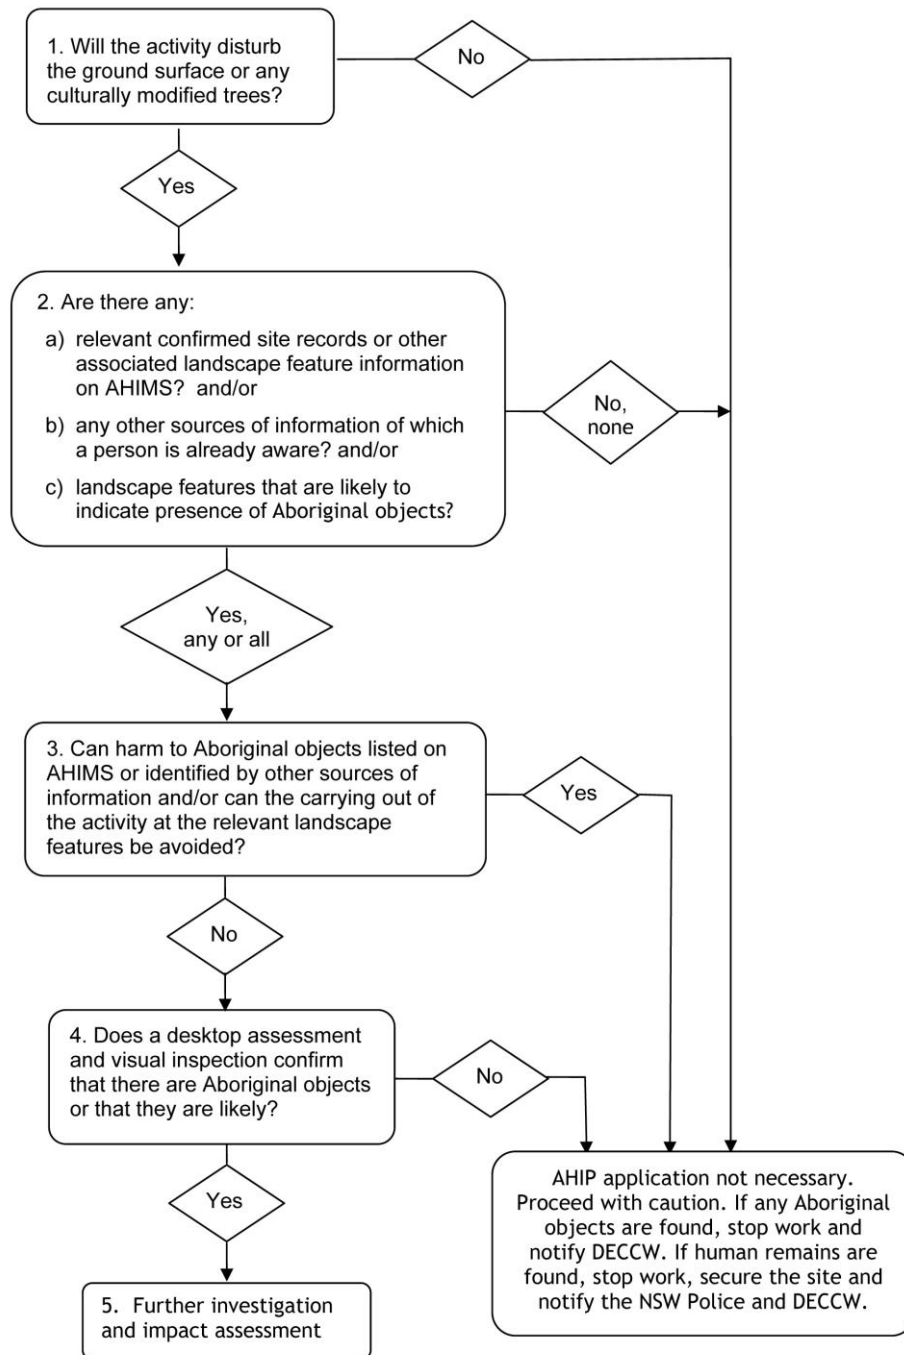 1. Will the activity disturb
the ground surface or any
culturally modified trees?
No
Yes
2. Are there any:
a) relevant confirmed site records or other
associated landscape feature information
on AHIMS? and/or
b) any other sources of information of which
a person is already aware? and/or
c) landscape features that are likely to
indicate presence of Aboriginal objects?
No,
none
Yes,
any or all
3. Can harm to Aboriginal objects listed on
AHIMS or identified by other sources of
information and/or can the carrying out of
the activity at the relevant landscape
features be avoided?
Yes
No
4. Does a desktop assessment
and visual inspection confirm
that there are Aboriginal objects
or that they are likely?
No
Yes
AHIP application not necessary.
Proceed with caution. If any Aboriginal
objects are found, stop work and
notify DECCW. If human remains are
found, stop work, secure the site and
notify the NSW Police and DECCW.
5. Further investigation
and impact assessment